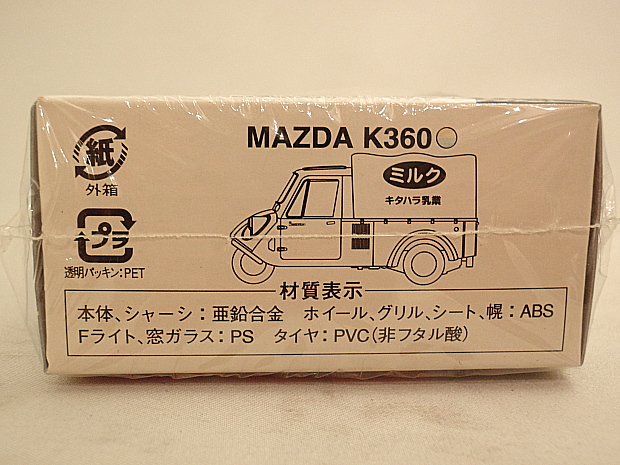 MAZDA K360
紙
外箱
ミルク
キタハラ乳業
プラ
透明パッキン:PET
材質表示
本体、シャーシ:亜鉛合金 ホイール、グリル、シート、幌:ABS
Fライト、窓ガラス:PS タイヤ:PVC(非フタル酸)